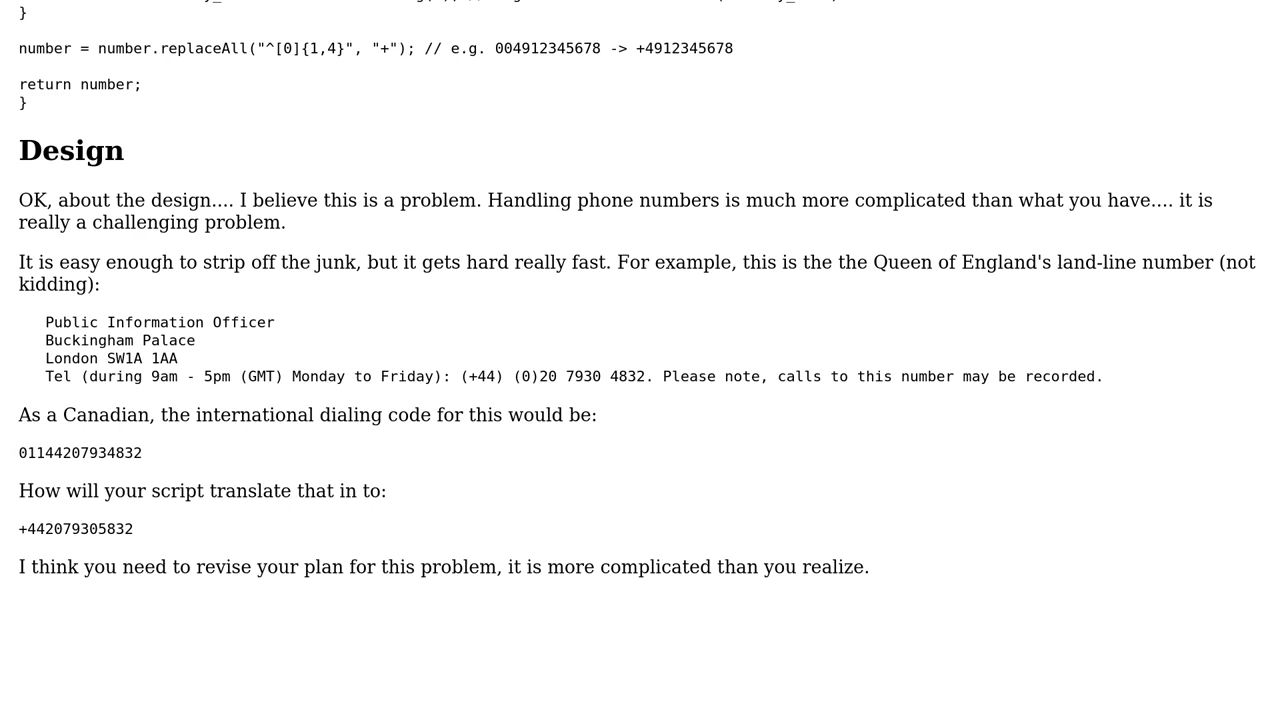 }
number = number.replaceAll("^[0]{1,4}", "+"); // e.g. 004912345678 -> +4912345678
return number;
}
Design
OK, about the design.... I believe this is a problem. Handling phone numbers is much more complicated than what you have.... it is
really a challenging problem.
It is easy enough to strip off the junk, but it gets hard really fast. For example, this is the the Queen of England's land-line number (not
kidding):
Public Information Officer
Buckingham Palace
London SW1A 1AA
Tel (during 9am - 5pm (GMT) Monday to Friday): (+44) (0)20 7930 4832. Please note, calls to this number may be recorded.
As a Canadian, the international dialing code for this would be:
01144207934832
How will your script translate that in to:
+442079305832
I think you need to revise your plan for this problem, it is more complicated than you realize.